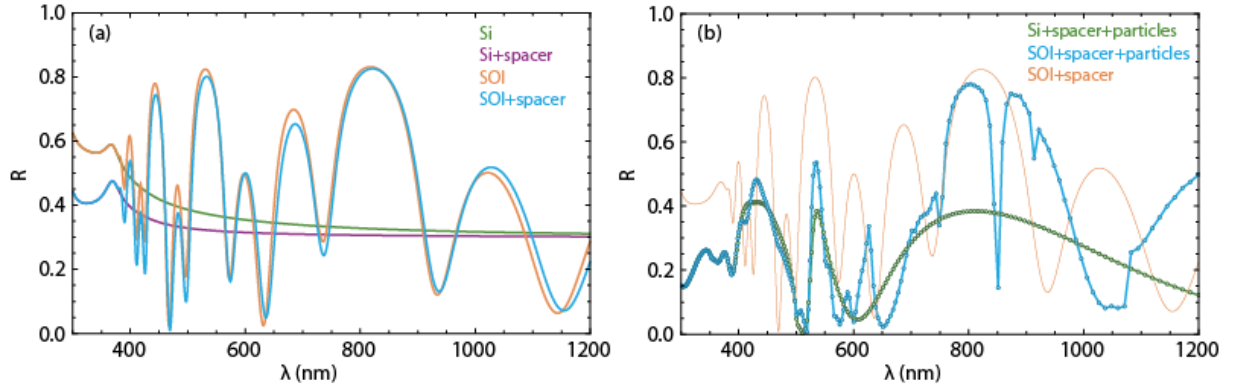 (a)
Si
Si+spacer
SOI
SOI+spacer
1.0
0.8
0.6
0.4
0.2
0.0
R
400 600 800 1000 1200
λ (nm)
(b)
Si+spacer+particles
SOI+spacer+particles
SOI+spacer
1.0
0.8
0.6
0.4
0.2
0.0
R
400 600 800 1000 1200
λ (nm)